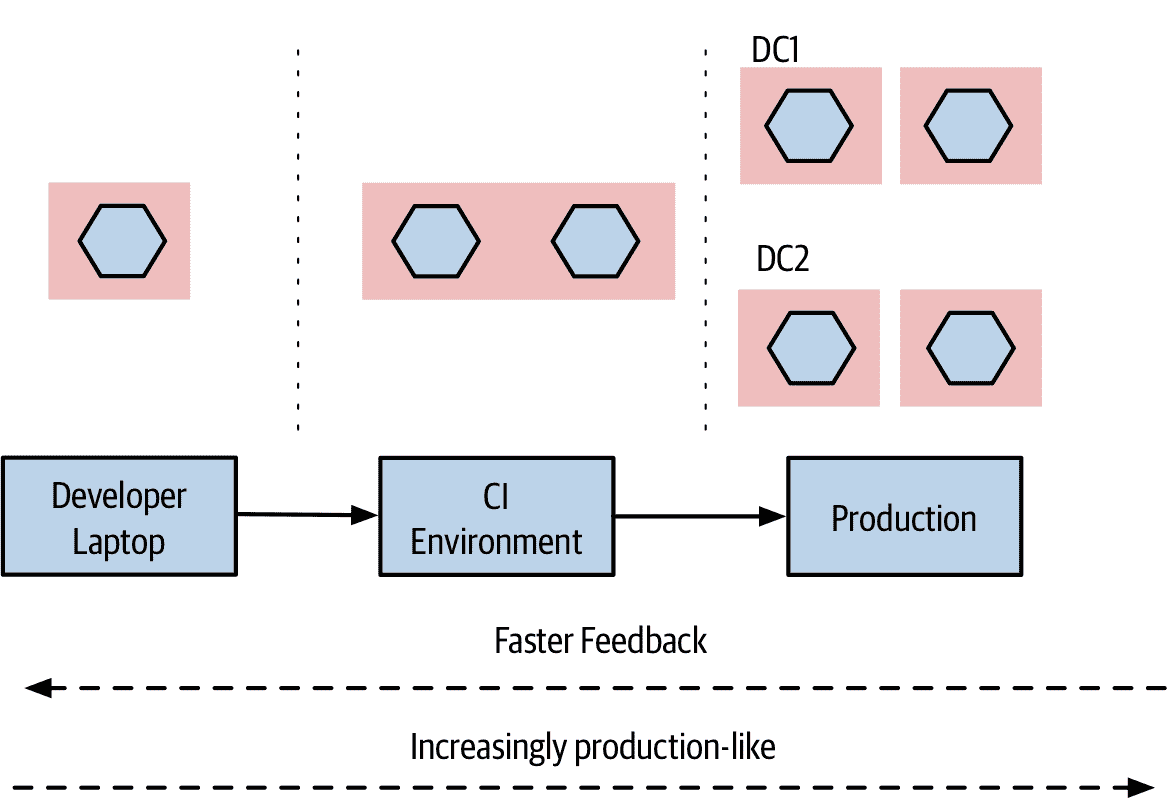 DC1
DC2
Developer
Laptop
CI
Environment
Production
Faster Feedback
Increasingly production-like